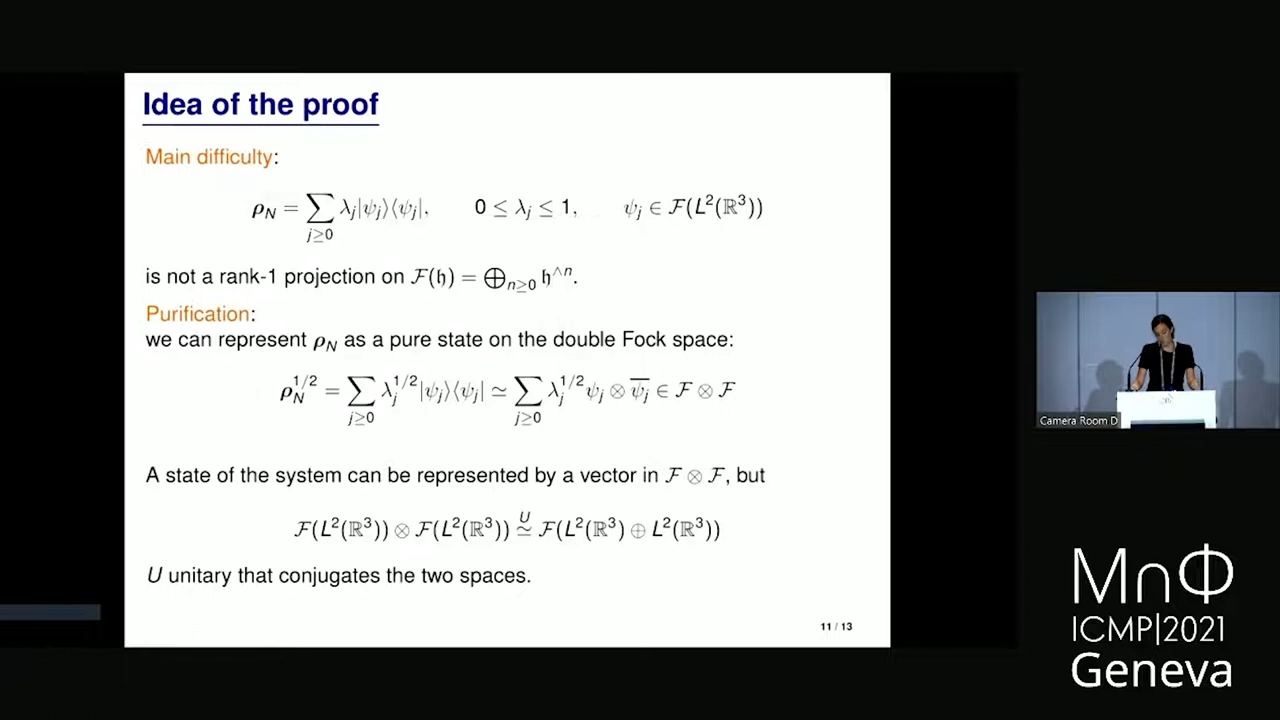 Idea of the proof
Main difficulty:
ρ_N = ∑_{j≥0} λ_j|ψ_j⟩⟨ψ_j|, 0 ≤ λ_j ≤ 1, ψ_j ∈ ℱ(L²(ℝ³))
is not a rank-1 projection on ℱ(𝔥) = ⨁_{n≥0} 𝔥^{∧n}.
Purification:
we can represent ρ_N as a pure state on the double Fock space:
ρ_N^{1/2} = ∑_{j≥0} λ_j^{1/2}|ψ_j⟩⟨ψ_j| ≃ ∑_{j≥0} λ_j^{1/2} ψ_j ⊗ \overline{ψ_j} ∈ ℱ ⊗ ℱ
A state of the system can be represented by a vector in ℱ ⊗ ℱ, but
ℱ(L²(ℝ³)) ⊗ ℱ(L²(ℝ³)) \overset{U}{≃} ℱ(L²(ℝ³) ⊕ L²(ℝ³))
U unitary that conjugates the two spaces.
11 / 13
Camera Room D
M∩Φ
ICMP|2021
Geneva